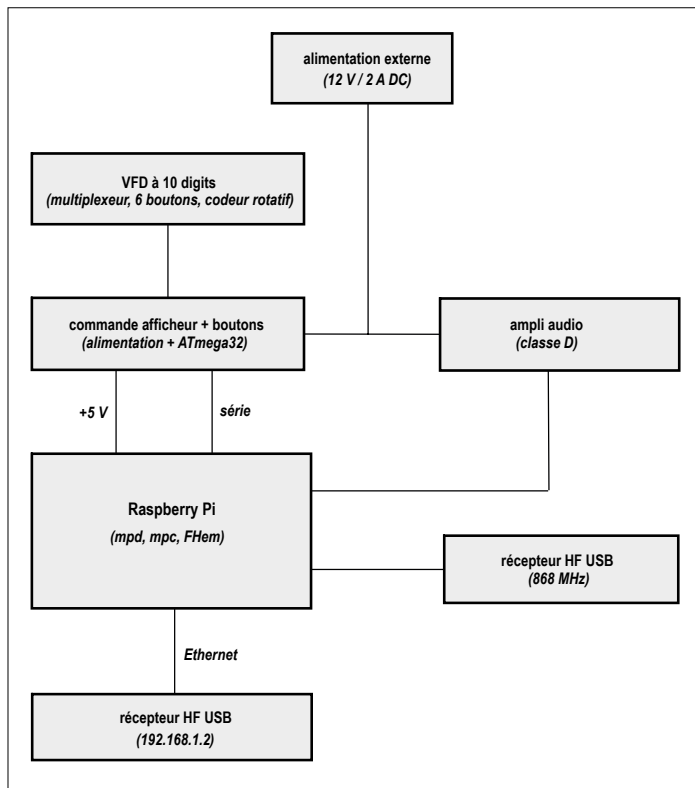 alimentation externe
(12 V / 2 A DC)
VFD à 10 digits
(multiplexeur, 6 boutons, codeur rotatif)
commande afficheur + boutons
(alimentation + ATmega32)
ampli audio
(classe D)
+5 V
série
Raspberry Pi
(mpd, mpc, FHem)
récepteur HF USB
(868 MHz)
Ethernet
récepteur HF USB
(192.168.1.2)